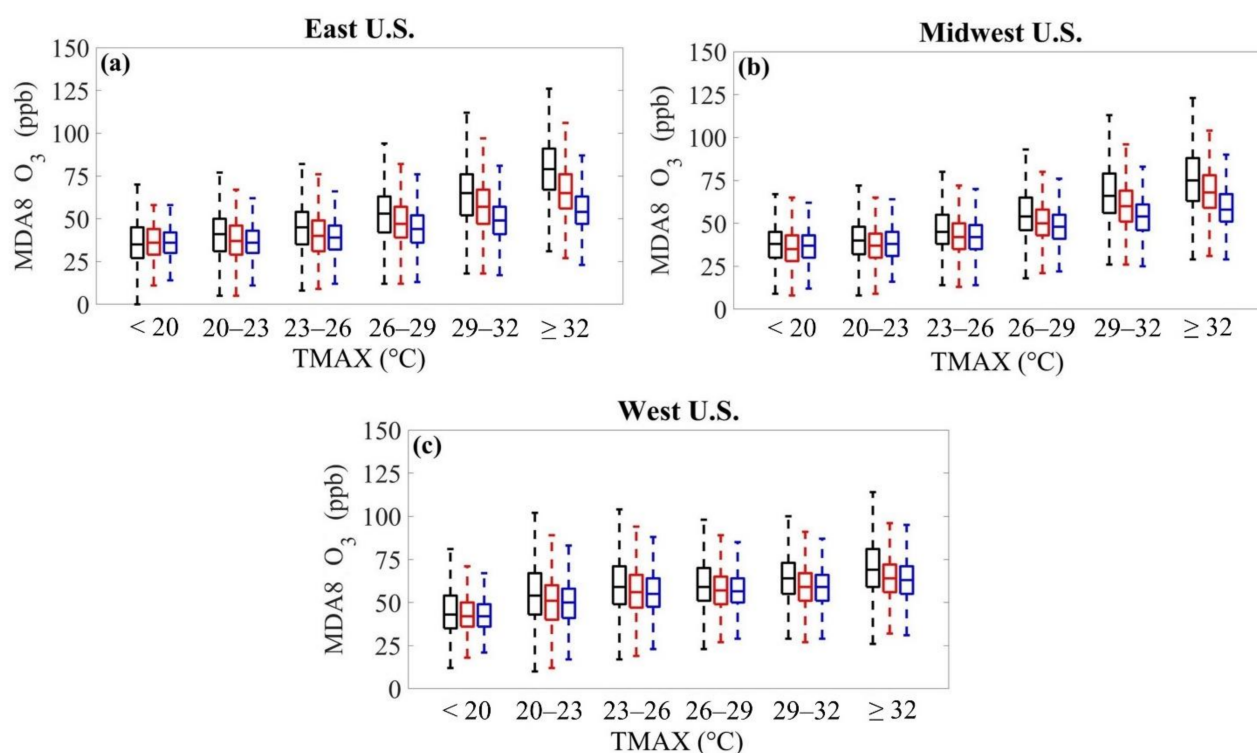 East U.S.
(a)
150
125
100
75
50
25
0
MDA8 O3 (ppb)
< 20 20–23 23–26 26–29 29–32 ≥ 32
TMAX (°C)
Midwest U.S.
(b)
150
125
100
75
50
25
0
MDA8 O3 (ppb)
< 20 20–23 23–26 26–29 29–32 ≥ 32
TMAX (°C)
West U.S.
(c)
150
125
100
75
50
25
0
MDA8 O3 (ppb)
< 20 20–23 23–26 26–29 29–32 ≥ 32
TMAX (°C)